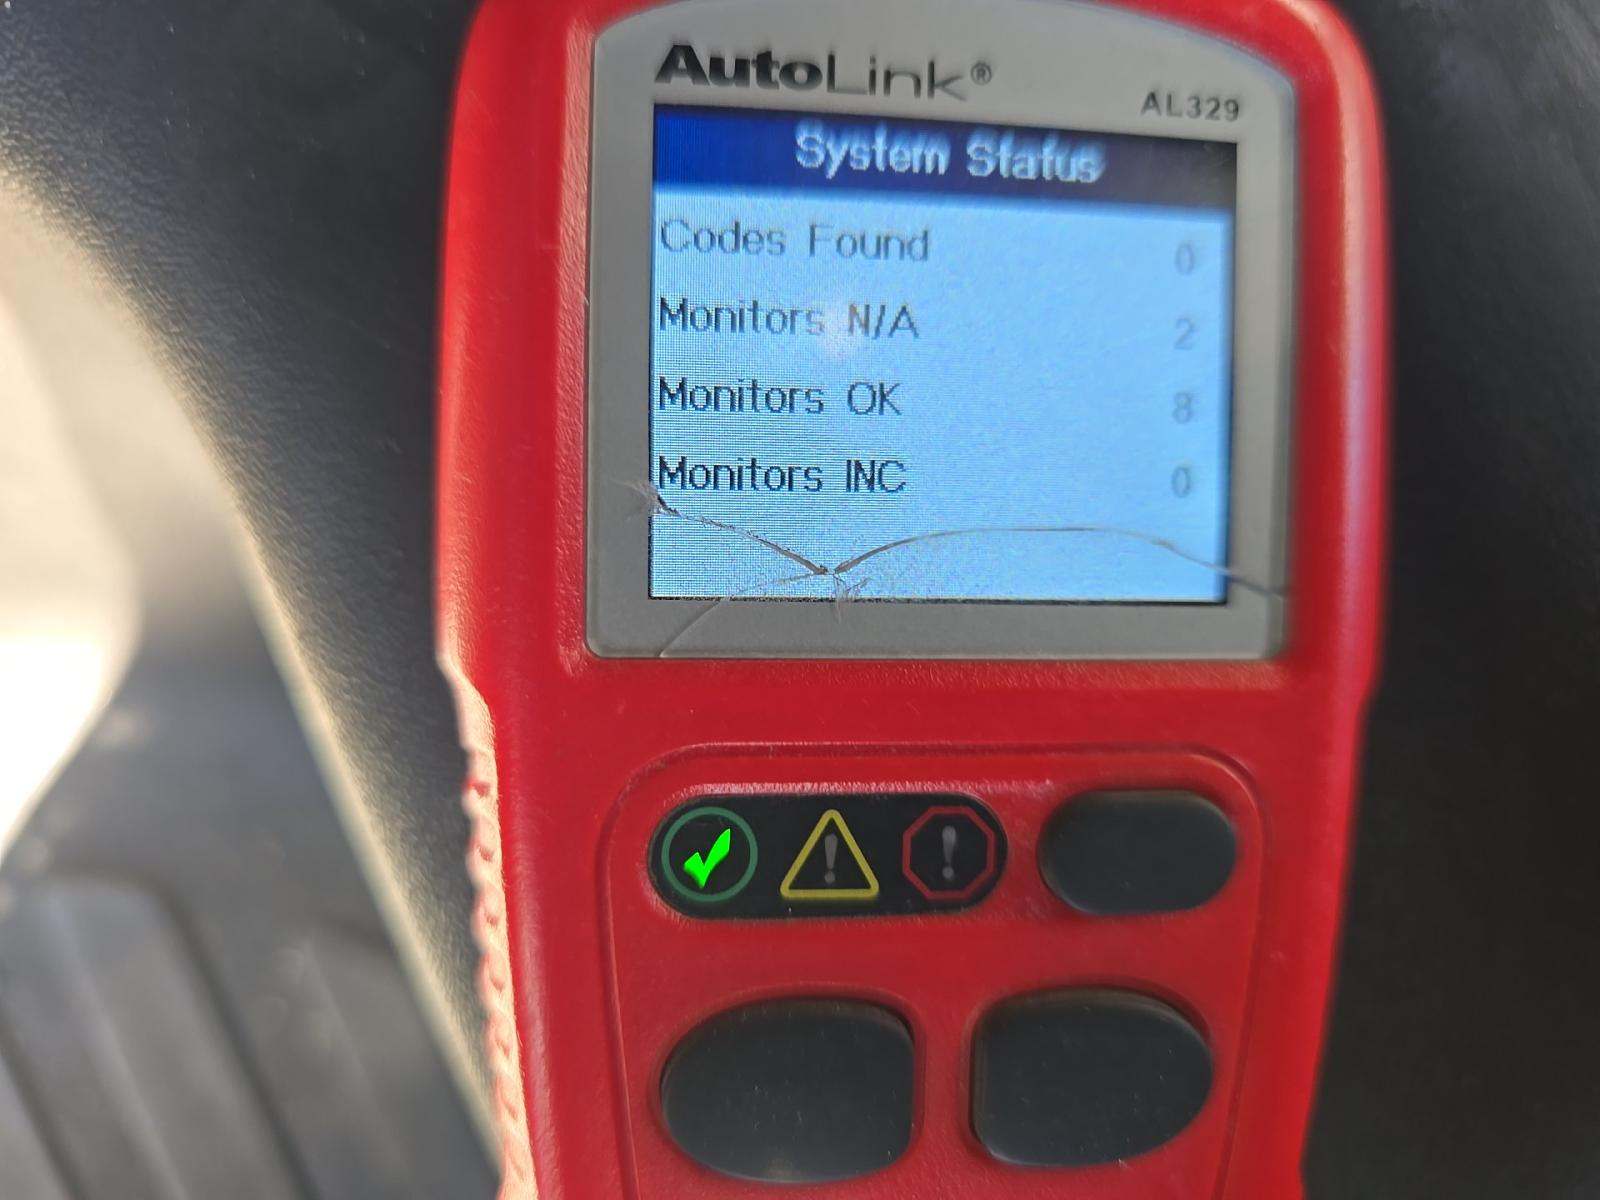 AutoLink®
AL329
System Status
Codes Found 0
Monitors N/A 2
Monitors OK 8
Monitors INC 0